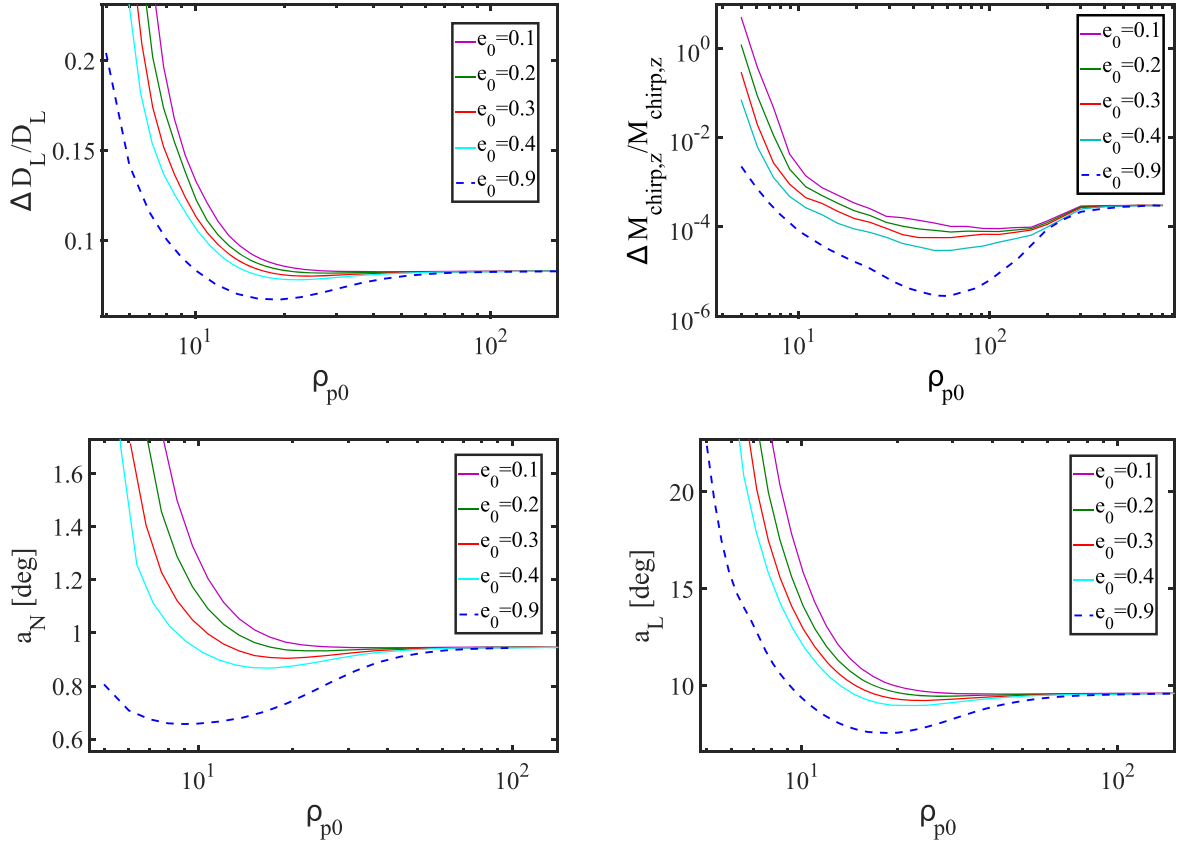 ΔD_L/D_L
0.2
0.15
0.1
10^1
10^2
ρ_p0
e_0=0.1
e_0=0.2
e_0=0.3
e_0=0.4
e_0=0.9
ΔM_chirp,z/M_chirp,z
10^0
10^-2
10^-4
10^-6
10^1
10^2
ρ_p0
e_0=0.1
e_0=0.2
e_0=0.3
e_0=0.4
e_0=0.9
a_N [deg]
1.6
1.4
1.2
1
0.8
0.6
10^1
10^2
ρ_p0
e_0=0.1
e_0=0.2
e_0=0.3
e_0=0.4
e_0=0.9
a_L [deg]
20
15
10
10^1
10^2
ρ_p0
e_0=0.1
e_0=0.2
e_0=0.3
e_0=0.4
e_0=0.9